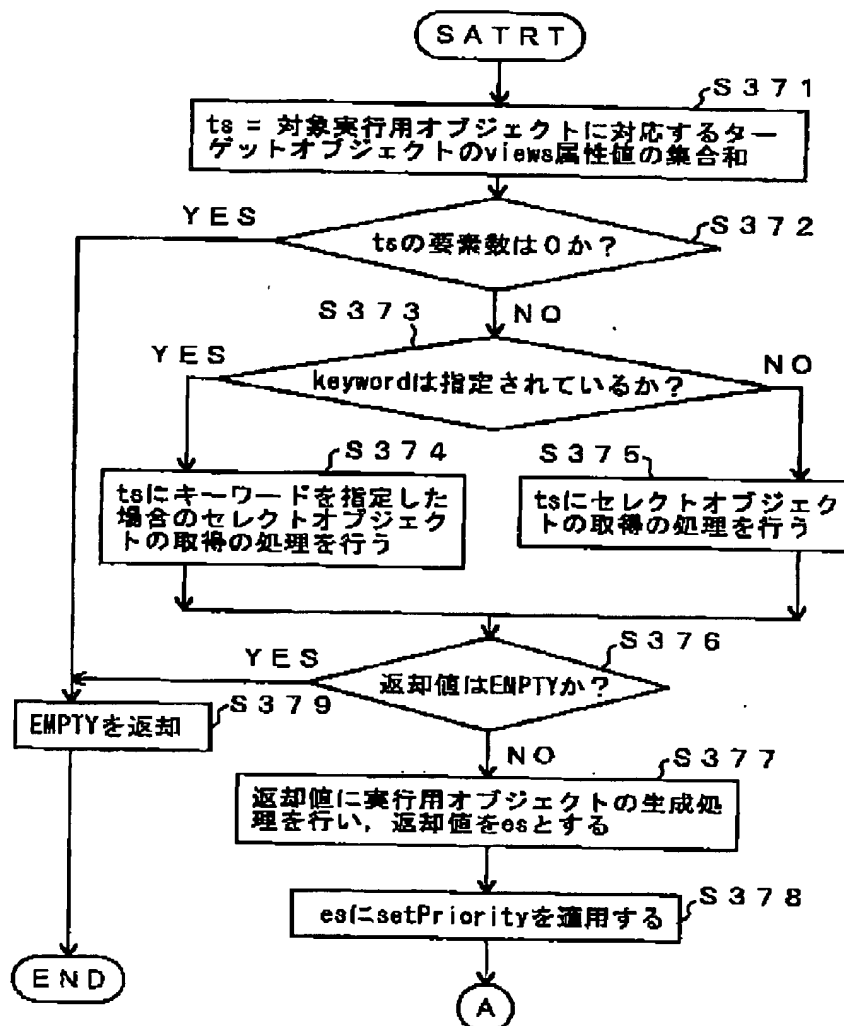 SATRT
S371
ts = 対象実行用オブジェクトに対応するター
ゲットオブジェクトのviews属性値の集合和
YES
S372
tsの要素数は0か?
NO
S373
YES
NO
keywordは指定されているか?
S374
S375
tsにキーワードを指定した
場合のセレクトオブジェク
トの取得の処理を行う
tsにセレクトオブジェク
トの取得の処理を行う
S376
YES
返却値はEMPTYか?
S379
EMPTYを返却
NO
S377
返却値に実行用オブジェクトの生成処
理を行い,返却値をesとする
S378
esにsetPriorityを適用する
END
A